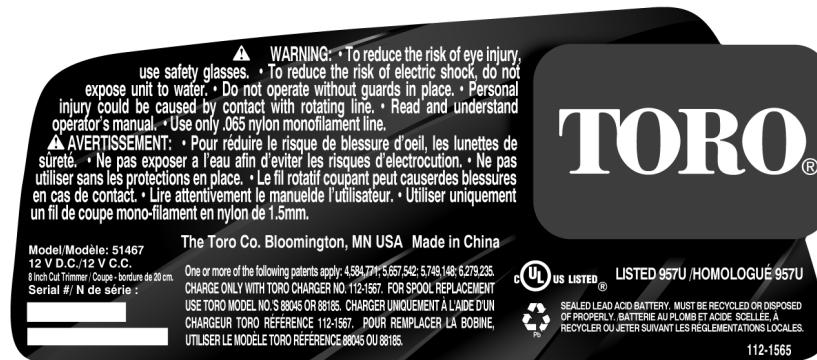 ⚠ WARNING: • To reduce the risk of eye injury,
use safety glasses. • To reduce the risk of electric shock, do not
expose unit to water. • Do not operate without guards in place. • Personal
injury could be caused by contact with rotating line. • Read and understand
operator's manual. • Use only .065 nylon monofilament line.
⚠ AVERTISSEMENT: • Pour réduire le risque de blessure d'oeil, les lunettes de
sûreté. • Ne pas exposer a l'eau afin d'eviter les risques d'electrocution. • Ne pas
utiliser sans les protections en place. • Le fil rotatif coupant peut causerdes blessures
en cas de contact. • Lire attentivement le manuelde l'utilisateur. • Utiliser uniquement
un fil de coupe mono-filament en nylon de 1.5mm.
TORO®
Model/Modèle: 51467
12 V D.C./12 V C.C.
8 Inch Cut Trimmer / Coupe - bordure de 20 cm.
Serial #/ N de série :
The Toro Co. Bloomington, MN USA Made in China
One or more of the following patents apply: 4,584,771; 5,657,542; 5,749,148; 6,279,235.
CHARGE ONLY WITH TORO CHARGER NO. 112-1567. FOR SPOOL REPLACEMENT
USE TORO MODEL NO.'S 88045 OR 88185. CHARGER UNIQUEMENT À L'AIDE D'UN
CHARGEUR TORO RÉFÉRENCE 112-1567. POUR REMPLACER LA BOBINE,
UTILISER LE MODÈLE TORO RÉFÉRENCE 88045 OU 88185.
C UL US LISTED ® LISTED 957U /HOMOLOGUÉ 957U
Pb
SEALED LEAD ACID BATTERY. MUST BE RECYCLED OR DISPOSED
OF PROPERLY. /BATTERIE AU PLOMB ET ACIDE SCELLÉE, À
RECYCLER OU JETER SUIVANT LES RÉGLEMENTATIONS LOCALES.
112-1565